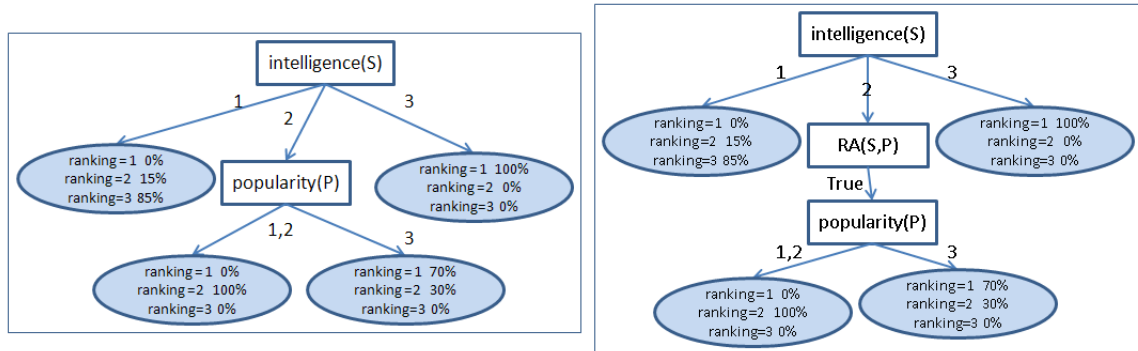 intelligence(S)
1
2
3
ranking=1 0%
ranking=2 15%
ranking=3 85%
popularity(P)
ranking=1 100%
ranking=2 0%
ranking=3 0%
1,2
3
ranking=1 0%
ranking=2 100%
ranking=3 0%
ranking=1 70%
ranking=2 30%
ranking=3 0%
intelligence(S)
1
2
3
ranking=1 0%
ranking=2 15%
ranking=3 85%
RA(S,P)
ranking=1 100%
ranking=2 0%
ranking=3 0%
True
popularity(P)
1,2
3
ranking=1 0%
ranking=2 100%
ranking=3 0%
ranking=1 70%
ranking=2 30%
ranking=3 0%